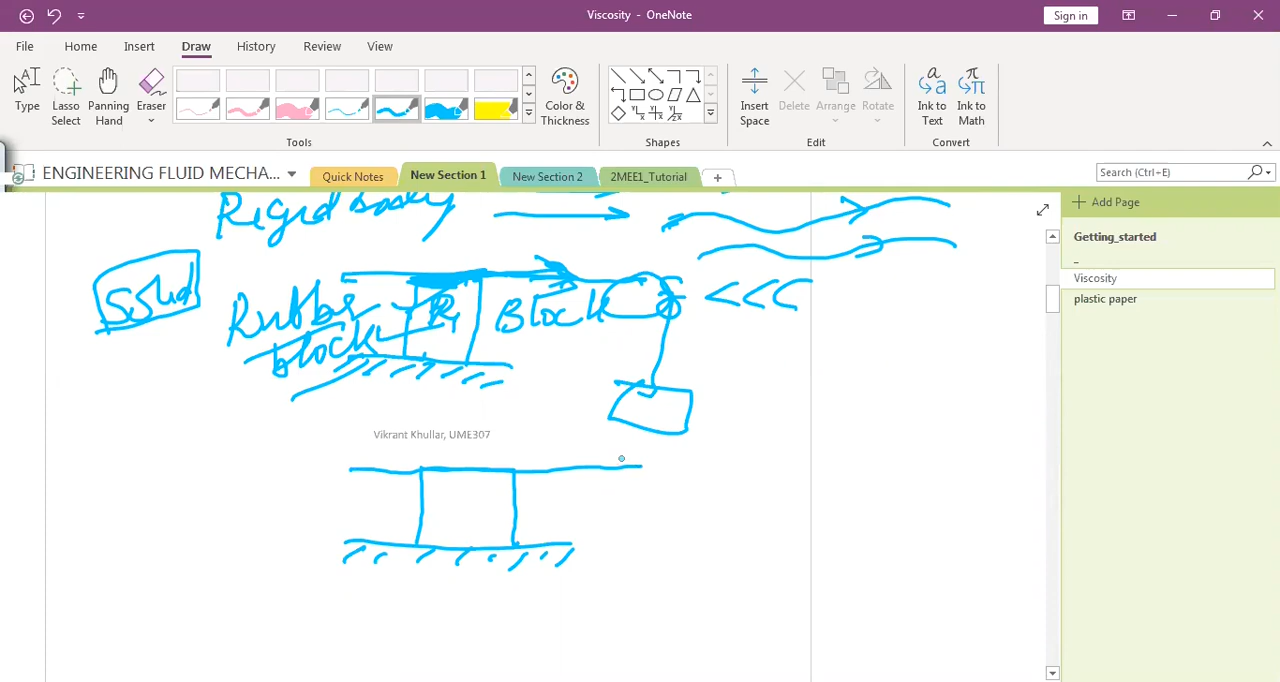 Viscosity - OneNote
Sign in
File Home Insert Draw History Review View
Type
Lasso Select
Panning Hand
Eraser
Color & Thickness
Insert Space
Delete
Arrange
Rotate
Ink to Text
Ink to Math
Tools
Shapes
Edit
Convert
ENGINEERING FLUID MECHA...
Quick Notes
New Section 1
New Section 2
2MEE1_Tutorial
Search (Ctrl+E)
Add Page
Getting_started
Viscosity
plastic paper
Rigid body
Solid
Rubber block
Block
Vikrant Khullar, UME307